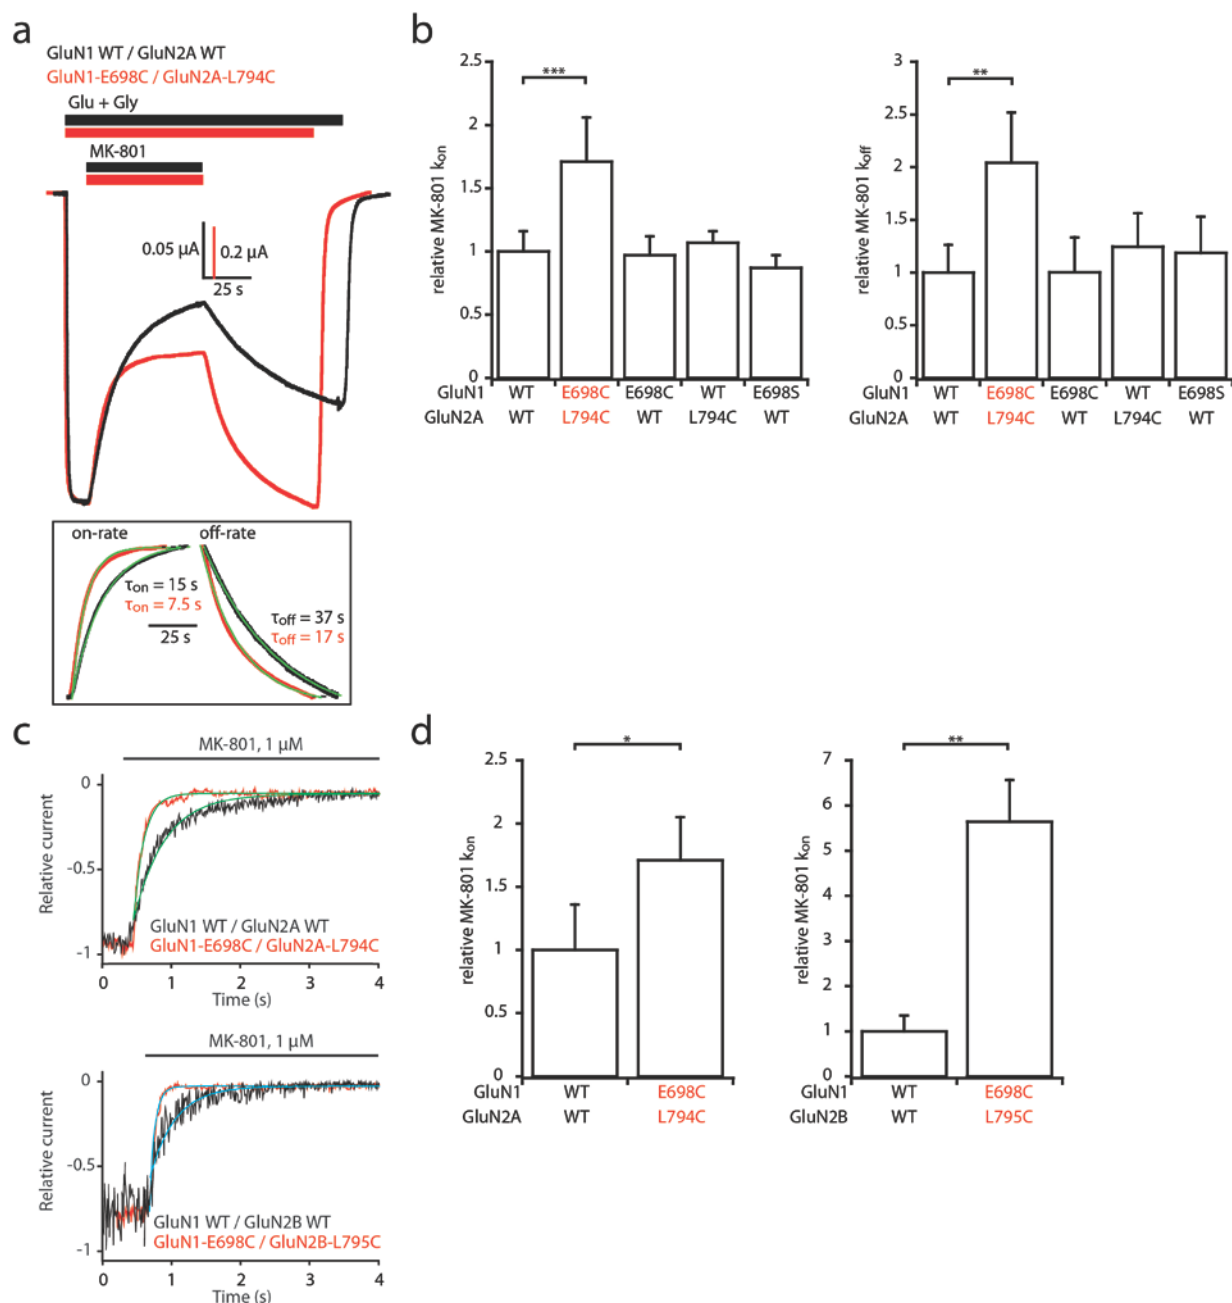 a
GluN1 WT / GluN2A WT
GluN1-E698C / GluN2A-L794C
Glu + Gly
MK-801
0.05 µA
0.2 µA
25 s
on-rate
off-rate
τon = 15 s
τon = 7.5 s
25 s
τoff = 37 s
τoff = 17 s
b
relative MK-801 kon
2.5
2
1.5
1
0.5
0
***
GluN1 WT E698C E698C WT E698S
GluN2A WT L794C WT L794C WT
relative MK-801 koff
3
2.5
2
1.5
1
0.5
0
**
GluN1 WT E698C E698C WT E698S
GluN2A WT L794C WT L794C WT
c
MK-801, 1 µM
Relative current
0
-0.5
-1
GluN1 WT / GluN2A WT
GluN1-E698C / GluN2A-L794C
0 1 2 3 4
Time (s)
MK-801, 1 µM
Relative current
0
-0.5
-1
GluN1 WT / GluN2B WT
GluN1-E698C / GluN2B-L795C
0 1 2 3 4
Time (s)
d
relative MK-801 kon
2.5
2
1.5
1
0.5
0
*
GluN1 WT E698C
GluN2A WT L794C
relative MK-801 kon
7
6
5
4
3
2
1
0
**
GluN1 WT E698C
GluN2B WT L795C